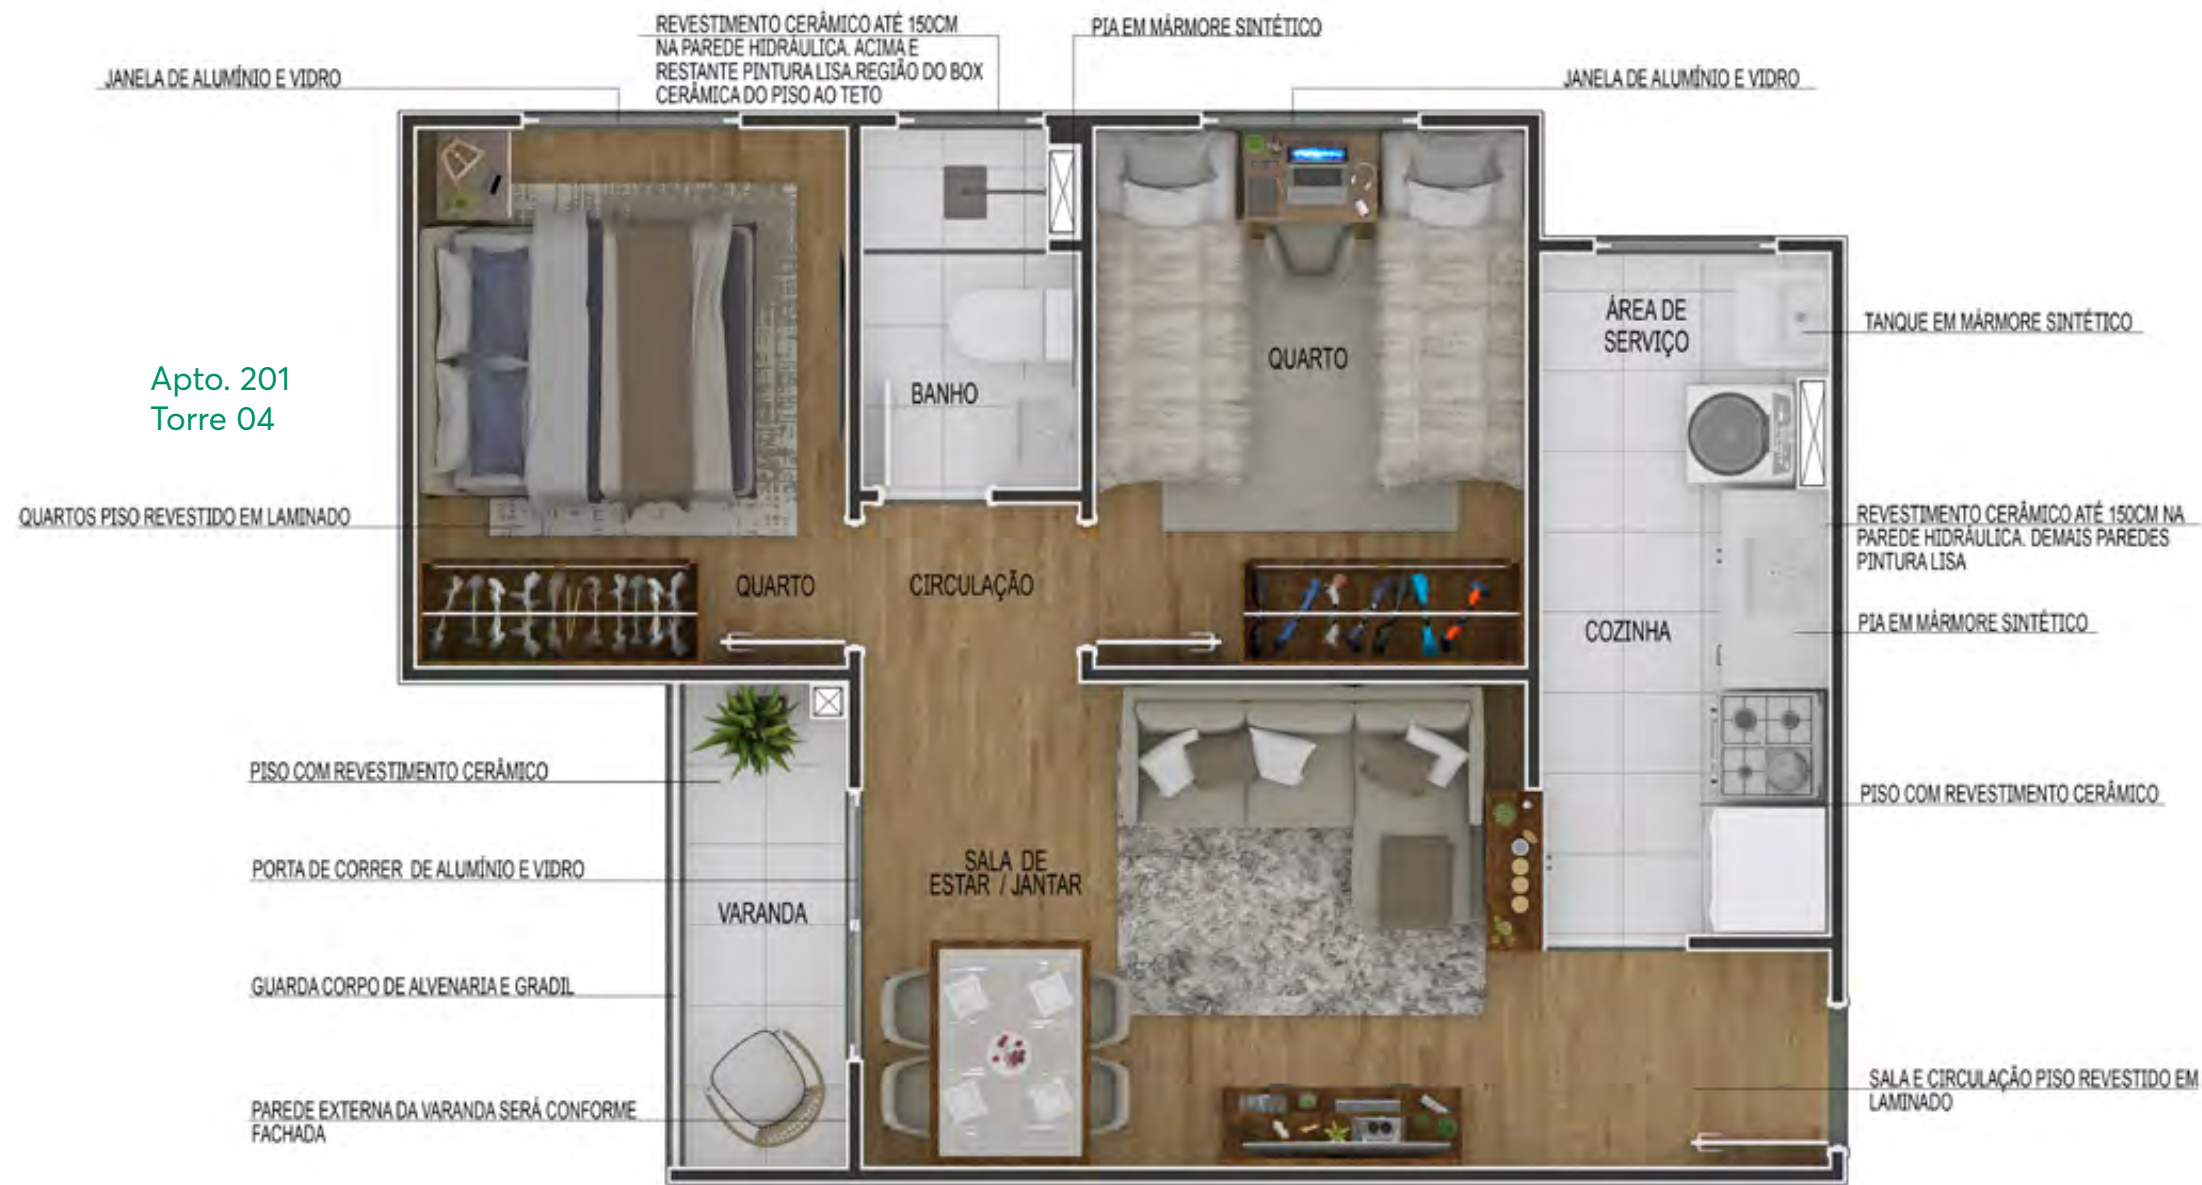 REVESTIMENTO CERÂMICO ATÉ 150CM
NA PAREDE HIDRÁULICA. ACIMA E
RESTANTE PINTURA LISA.REGIÃO DO BOX
CERÂMICA DO PISO AO TETO
PIA EM MÁRMORE SINTÉTICO
JANELA DE ALUMÍNIO E VIDRO
JANELA DE ALUMÍNIO E VIDRO
ÁREA DE
SERVIÇO
TANQUE EM MÁRMORE SINTÉTICO
QUARTO
BANHO
Apto. 201
Torre 04
QUARTOS PISO REVESTIDO EM LAMINADO
REVESTIMENTO CERÂMICO ATÉ 150CM NA
PAREDE HIDRÁULICA. DEMAIS PAREDES
PINTURA LISA
QUARTO
CIRCULAÇÃO
COZINHA
PIA EM MÁRMORE SINTÉTICO
PISO COM REVESTIMENTO CERÂMICO
PISO COM REVESTIMENTO CERÂMICO
PORTA DE CORRER DE ALUMÍNIO E VIDRO
SALA DE
ESTAR / JANTAR
VARANDA
GUARDA CORPO DE ALVENARIA E GRADIL
SALA E CIRCULAÇÃO PISO REVESTIDO EM
LAMINADO
PAREDE EXTERNA DA VARANDA SERÁ CONFORME
FACHADA